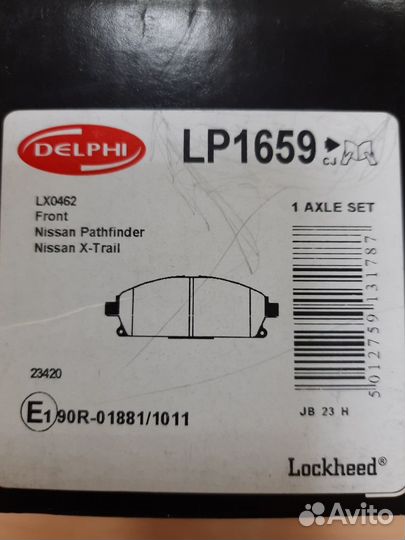 DELPHI
LP1659 CJ
LX0462
Front
Nissan Pathfinder
Nissan X-Trail
1 AXLE SET
5012759131787
23420
E1 90R-01881/1011
JB 23 H
Lockheed®
Avito